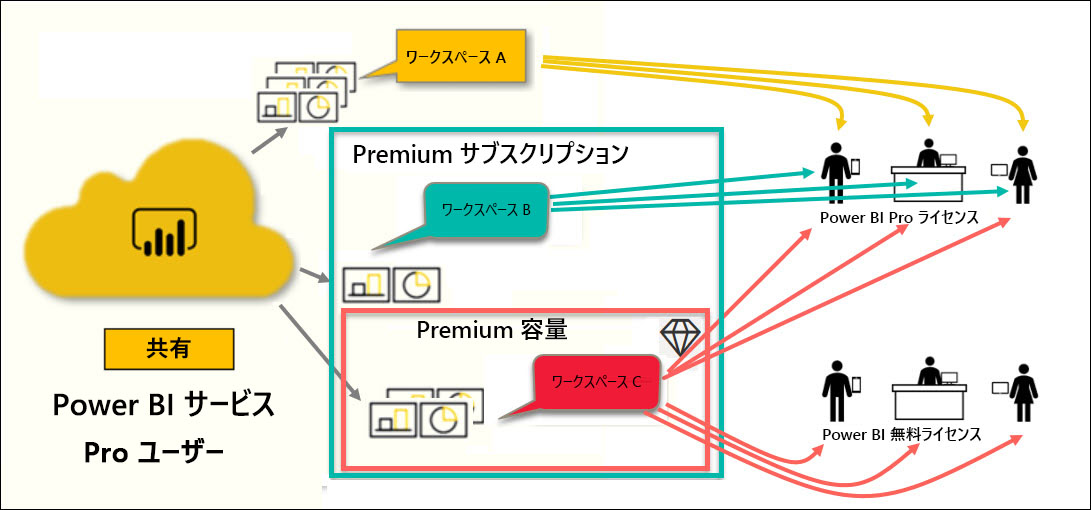 ワークスペース A
Premium サブスクリプション
ワークスペース B
Power BI Pro ライセンス
Premium 容量
共有
ワークスペース C
Power BI サービス
Pro ユーザー
Power BI 無料ライセンス